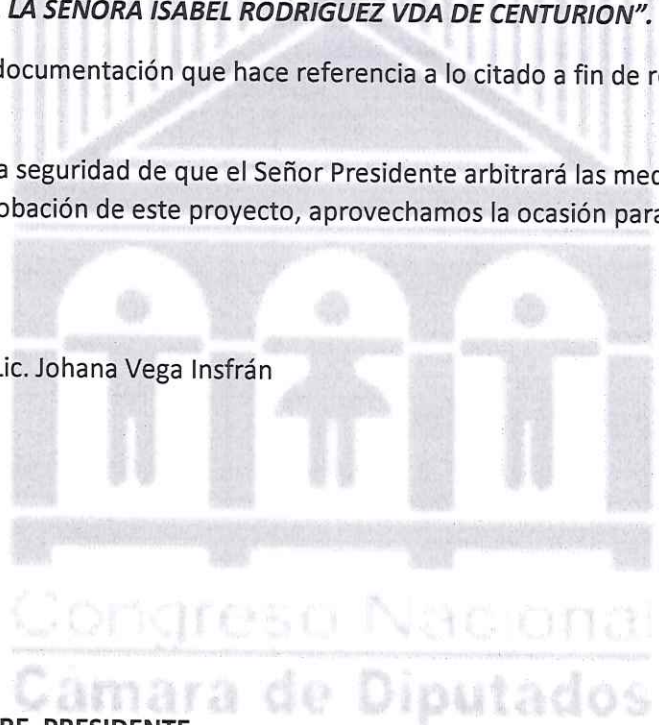 LA SEÑORA ISABEL RODRIGUEZ VDA DE CENTURION”.
documentación que hace referencia a lo citado a fin de
a seguridad de que el Señor Presidente arbitrará las
obación de este proyecto, aprovechamos la ocasión para
Lic. Johana Vega Insfrán
Congreso Nacional
Cámara de Diputados
PRESIDENTE